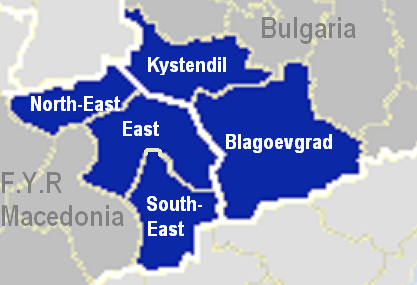 Bulgaria
Kystendil
North-East
East
Blagoevgrad
F.Y.R
Macedonia
South-
East